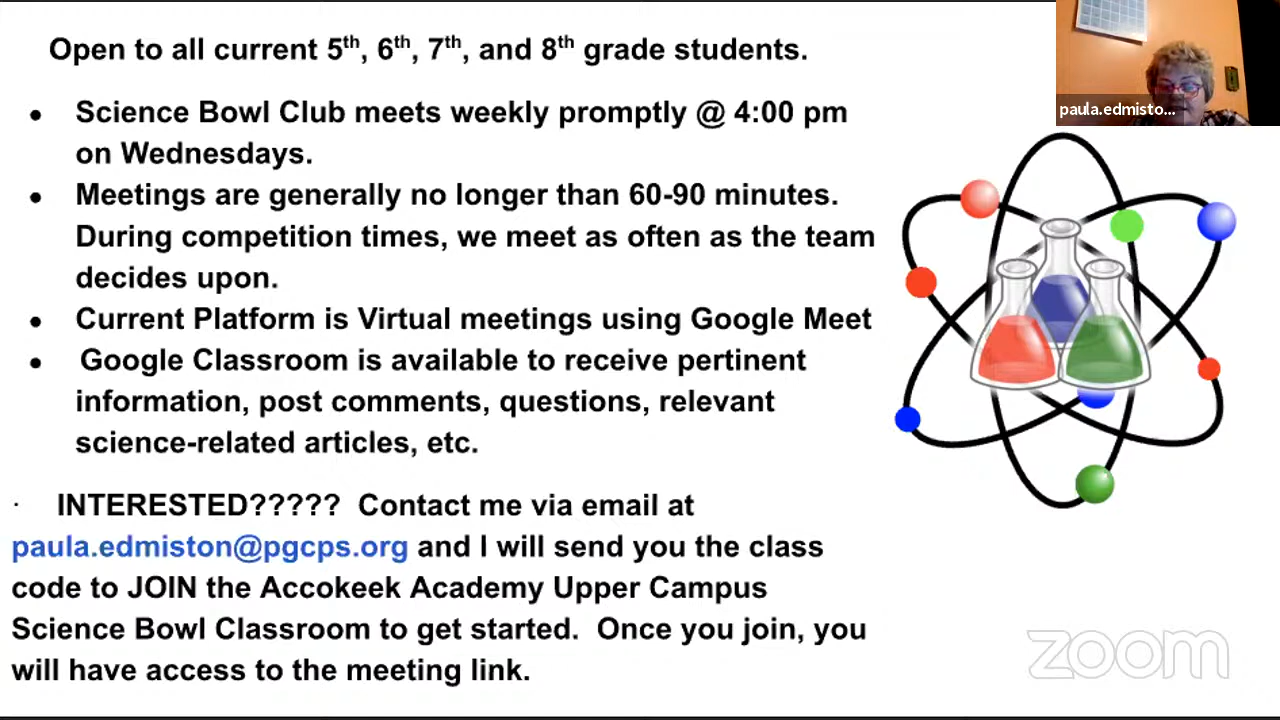 Open to all current 5th, 6th, 7th, and 8th grade students.
• Science Bowl Club meets weekly promptly @ 4:00 pm
on Wednesdays.
• Meetings are generally no longer than 60-90 minutes.
During competition times, we meet as often as the team
decides upon.
• Current Platform is Virtual meetings using Google Meet
• Google Classroom is available to receive pertinent
information, post comments, questions, relevant
science-related articles, etc.
· INTERESTED????? Contact me via email at
paula.edmiston@pgcps.org and I will send you the class
code to JOIN the Accokeek Academy Upper Campus
Science Bowl Classroom to get started. Once you join, you
will have access to the meeting link.
paula.edmisto...
zoom